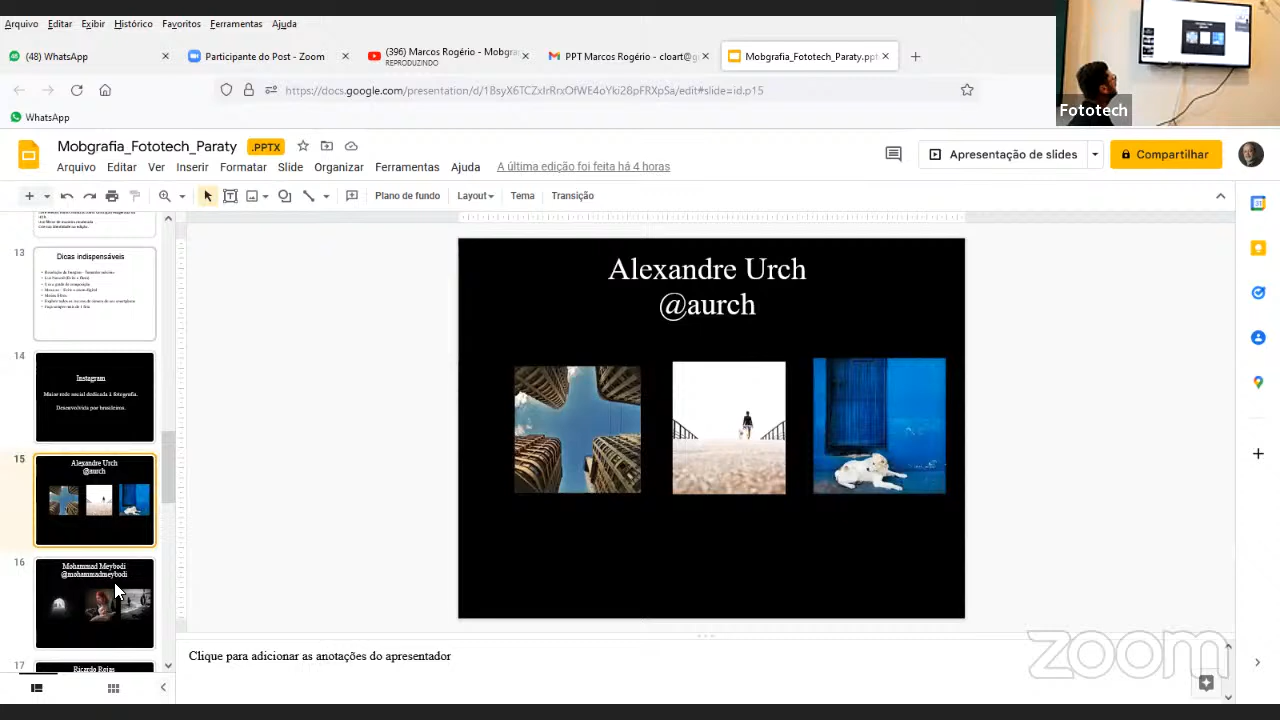 Arquivo Editar Exibir Histórico Favoritos Ferramentas Ajuda
(48) WhatsApp
Participante do Post - Zoom
(396) Marcos Rogério - Mobgra
REPRODUZINDO
PPT Marcos Rogério - cloart@g
Mobgrafia_Fototech_Paraty.ppt
https://docs.google.com/presentation/d/1BsyX6TCZxIrRrxOfWE4oYki28pFRXpSa/edit#slide=id.p15
WhatsApp
Fototech
Mobgrafia_Fototech_Paraty .PPTX
Arquivo Editar Ver Inserir Formatar Slide Organizar Ferramentas Ajuda A última edição foi feita há 4 horas
Apresentação de slides
Compartilhar
Plano de fundo Layout Tema Transição
13
Dicas indispensáveis
14
Instagram
Maior rede social dedicada à fotografia.
Desenvolvida por brasileiros.
15
Alexandre Urch
@aurch
16
Mohammad Meybodi
@mohammadmeybodi
17
Ricardo Rojas
Alexandre Urch
@aurch
Clique para adicionar as anotações do apresentador
zoom